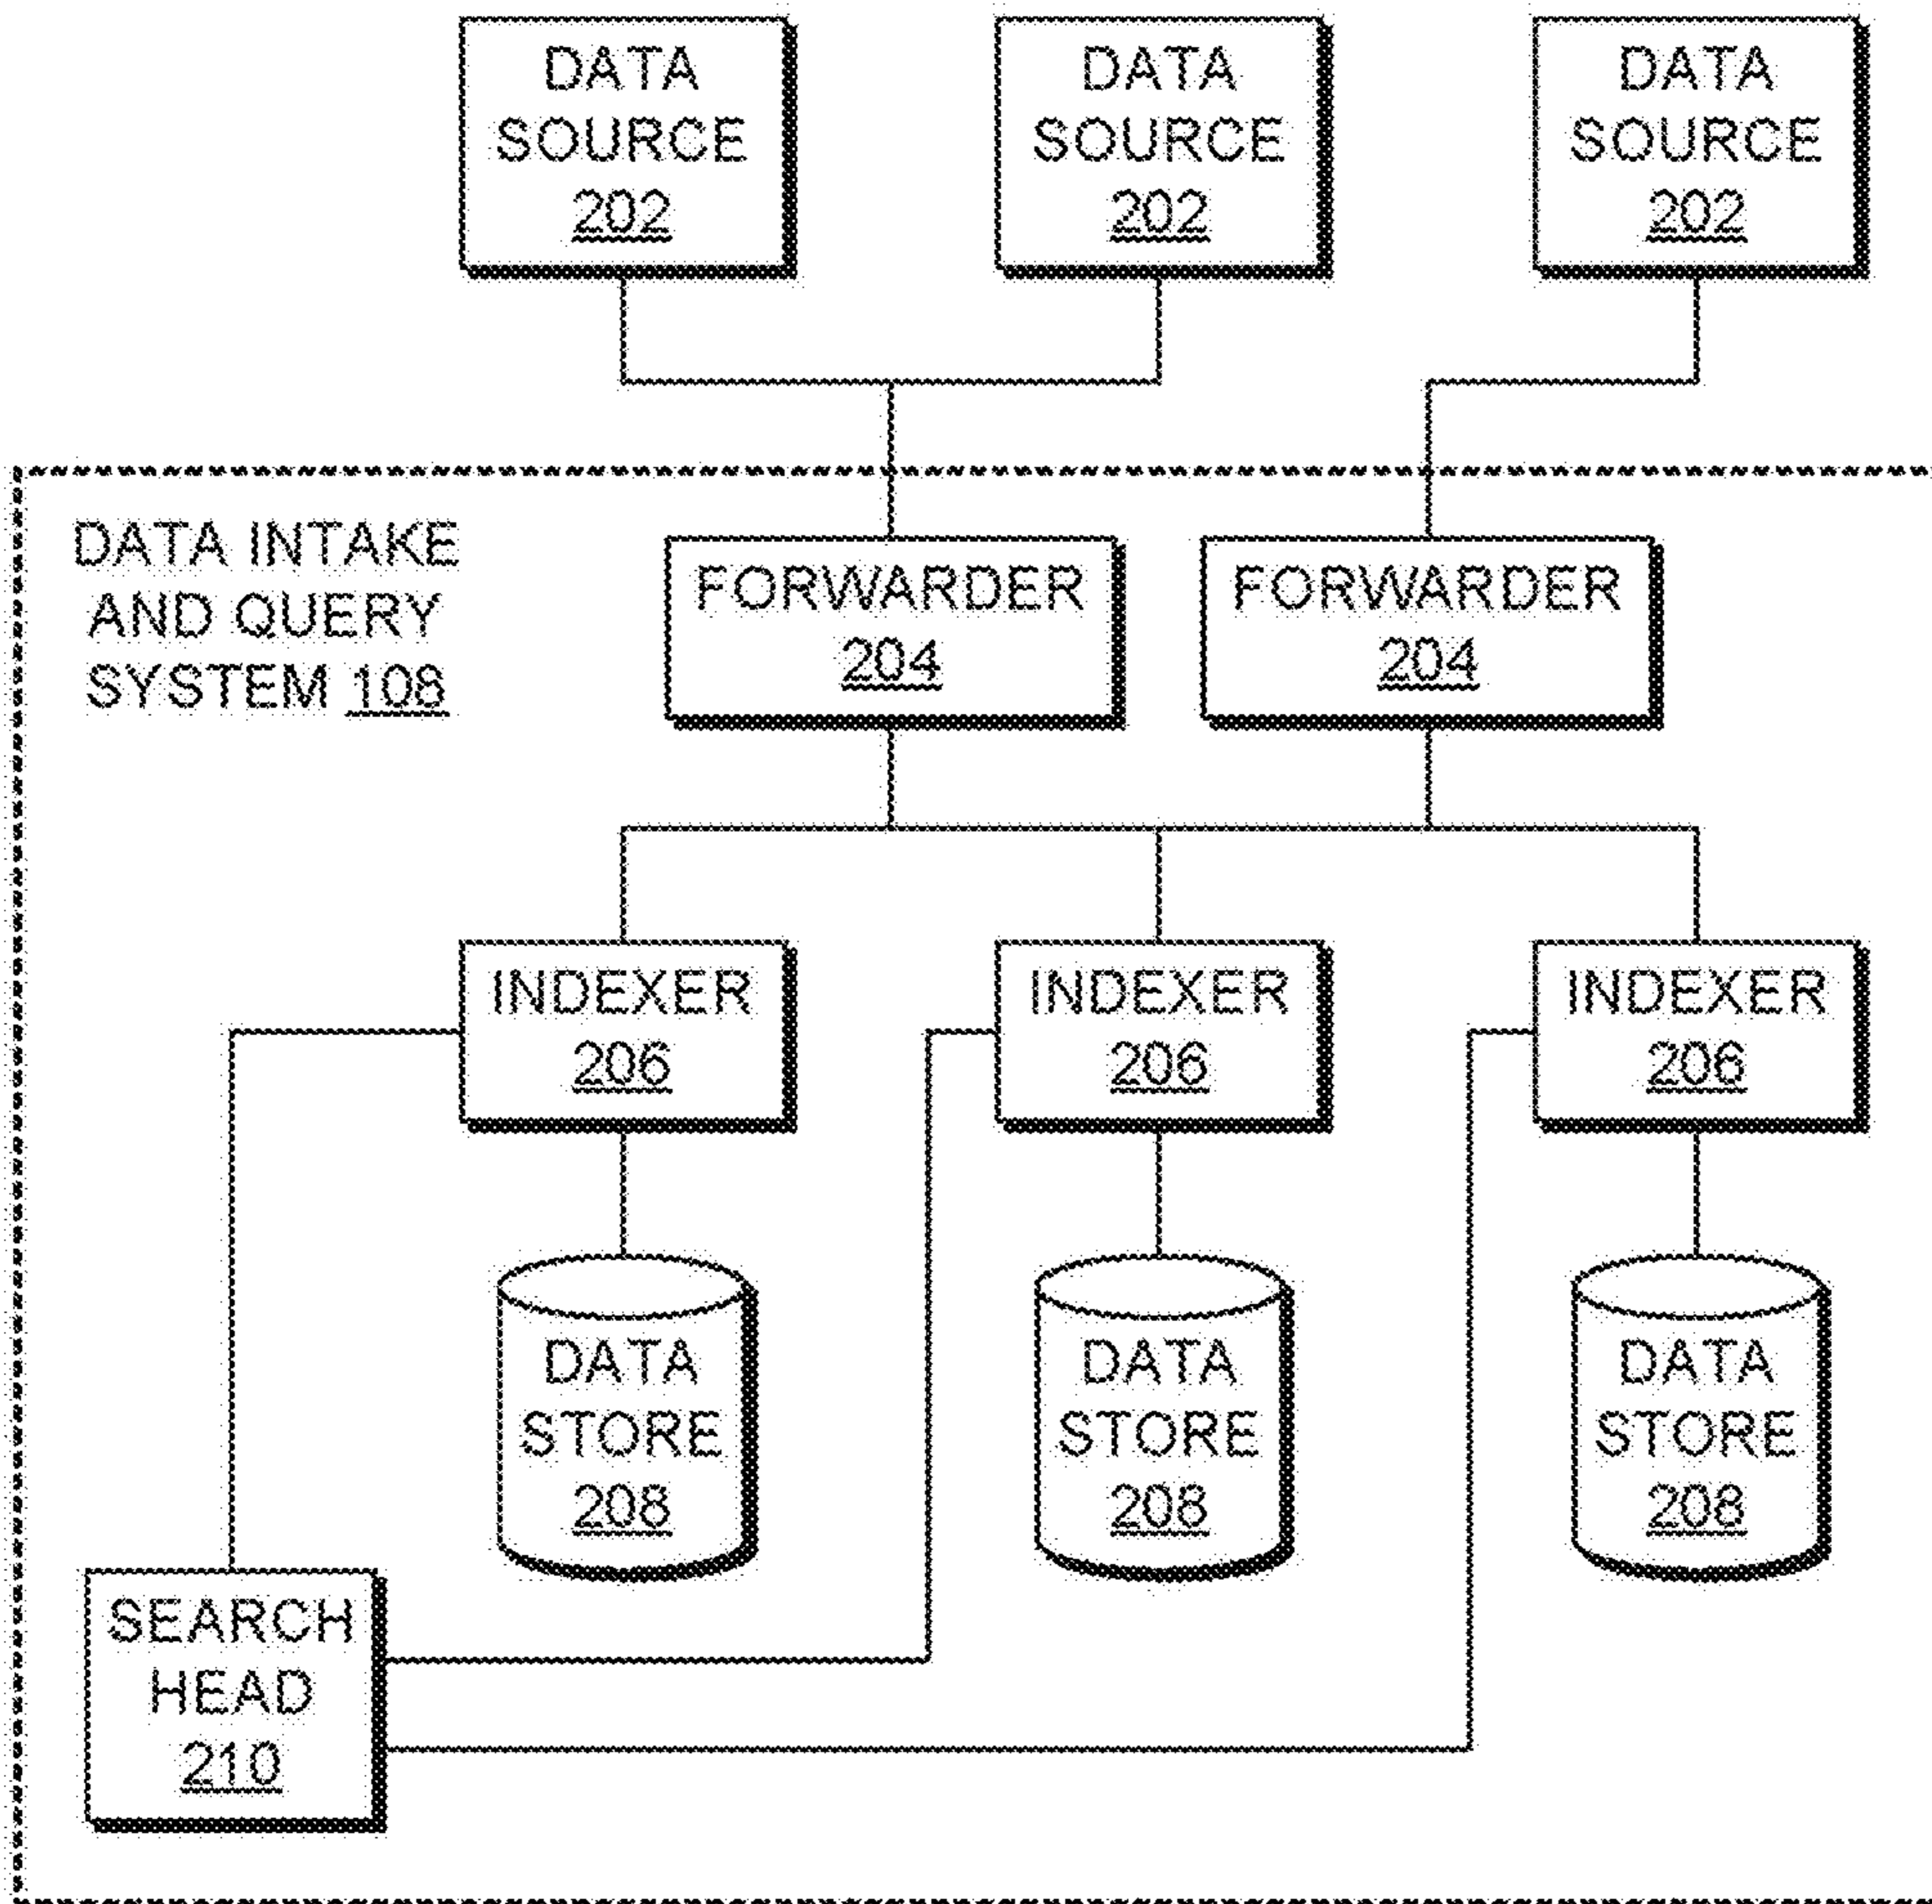 DATA
SOURCE
202
DATA
SOURCE
202
DATA
SOURCE
202
DATA INTAKE
AND QUERY
SYSTEM 108
FORWARDER
204
FORWARDER
204
INDEXER
206
INDEXER
206
INDEXER
206
DATA
STORE
208
DATA
STORE
208
DATA
STORE
208
SEARCH
HEAD
210